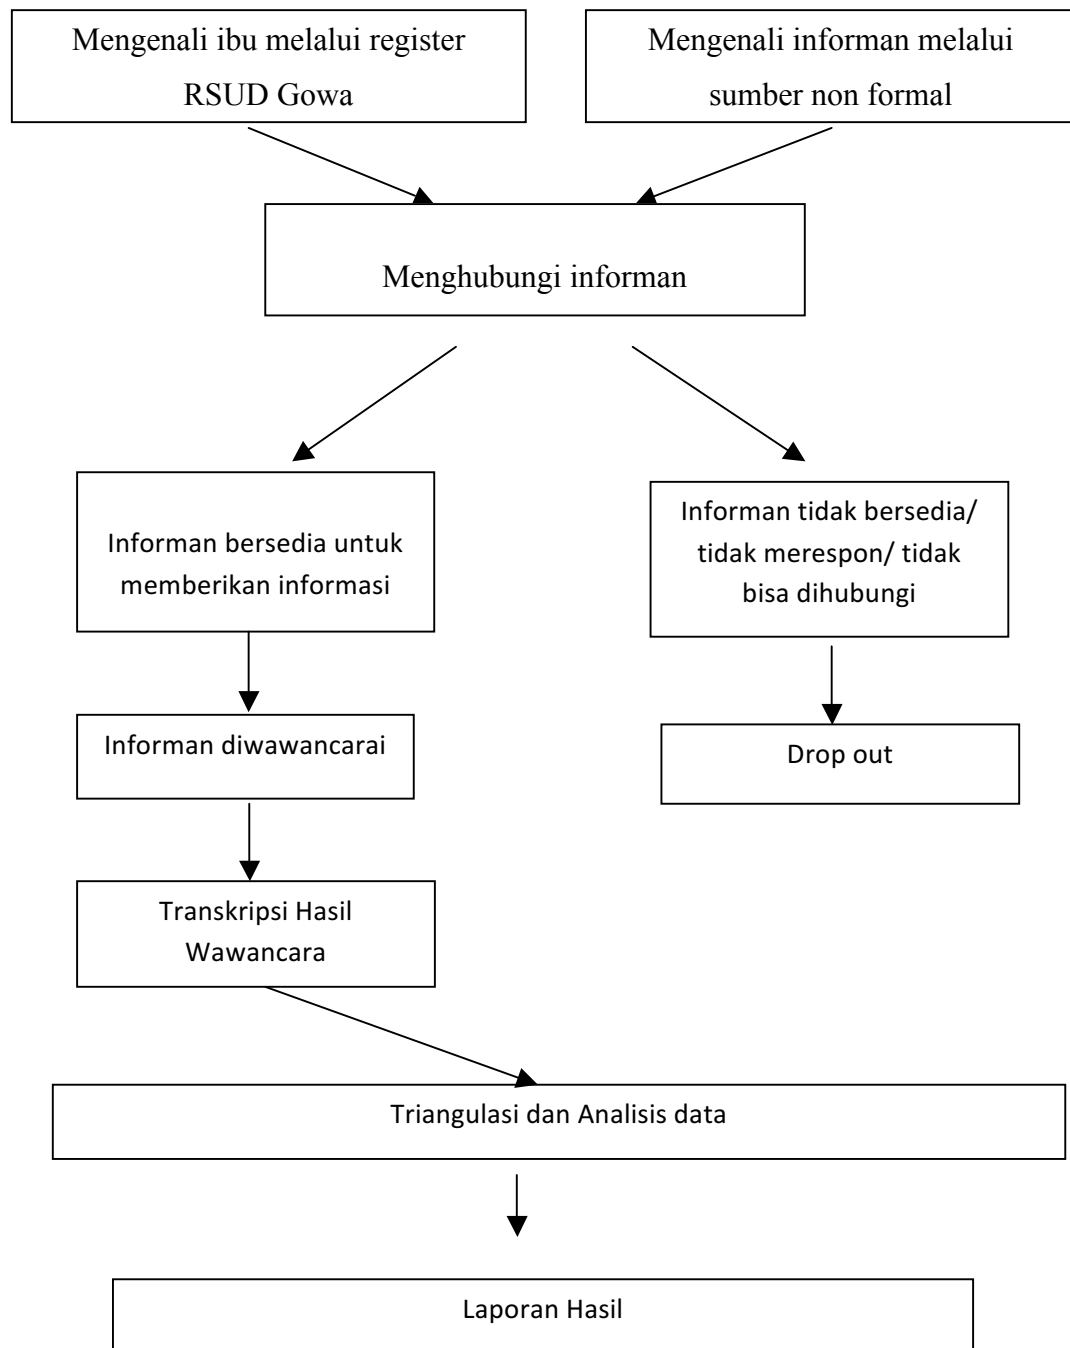 Mengenali ibu melalui register
RSUD Gowa
Mengenali informan melalui
sumber non formal
Menghubungi informan
Informan bersedia untuk
memberikan informasi
Informan tidak bersedia/
tidak merespon/ tidak
bisa dihubungi
Informan diwawancarai
Drop out
Transkripsi Hasil
Wawancara
Triangulasi dan Analisis data
Laporan Hasil